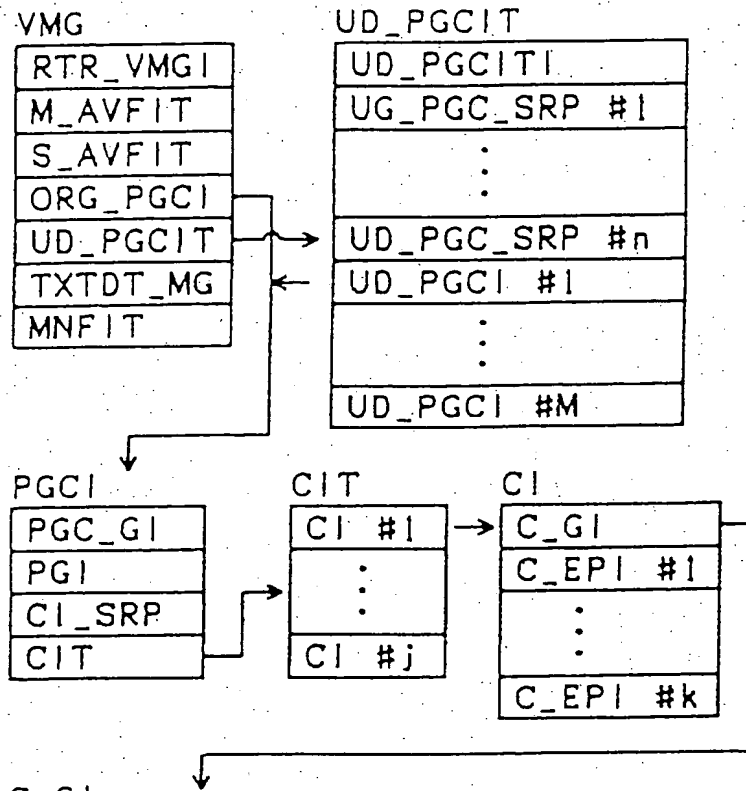 VMG
RTR_VMGI
M_AVFIT
S_AVFIT
ORG_PGCI
UD_PGCIT
TXTDT_MG
MNFIT
UD_PGCIT
UD_PGCITI
UG_PGC_SRP #1
UD_PGC_SRP #n
UD_PGCI #1
UD_PGCI #M
PGCI
PGC_GI
PGI
CI_SRP
CIT
CIT
CI #1
CI #j
CI
C_GI
C_EPI #1
C_EPI #k